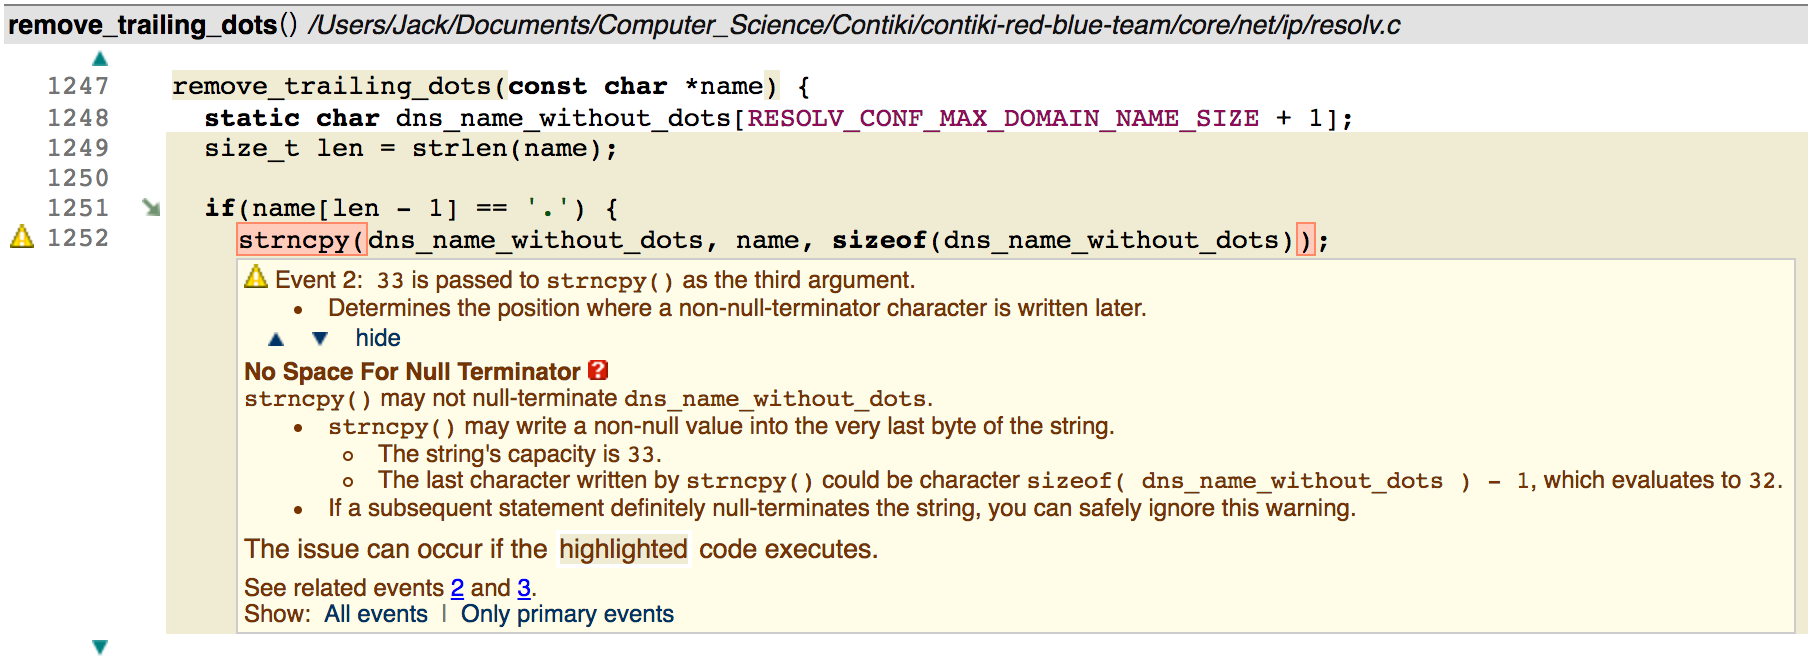 remove_trailing_dots() /Users/Jack/Documents/Computer_Science/Contiki/contiki-red-blue-team/core/net/ip/resolv.c
1247 remove_trailing_dots(const char *name) {
1248 static char dns_name_without_dots[RESOLV_CONF_MAX_DOMAIN_NAME_SIZE + 1];
1249 size_t len = strlen(name);
1250
1251 if(name[len - 1] == '.') {
1252 strncpy(dns_name_without_dots, name, sizeof(dns_name_without_dots));
Event 2: 33 is passed to strncpy() as the third argument.
• Determines the position where a non-null-terminator character is written later.
hide
No Space For Null Terminator ?
strncpy() may not null-terminate dns_name_without_dots.
• strncpy() may write a non-null value into the very last byte of the string.
○ The string's capacity is 33.
○ The last character written by strncpy() could be character sizeof( dns_name_without_dots ) - 1, which evaluates to 32.
• If a subsequent statement definitely null-terminates the string, you can safely ignore this warning.
The issue can occur if the highlighted code executes.
See related events 2 and 3.
Show: All events | Only primary events